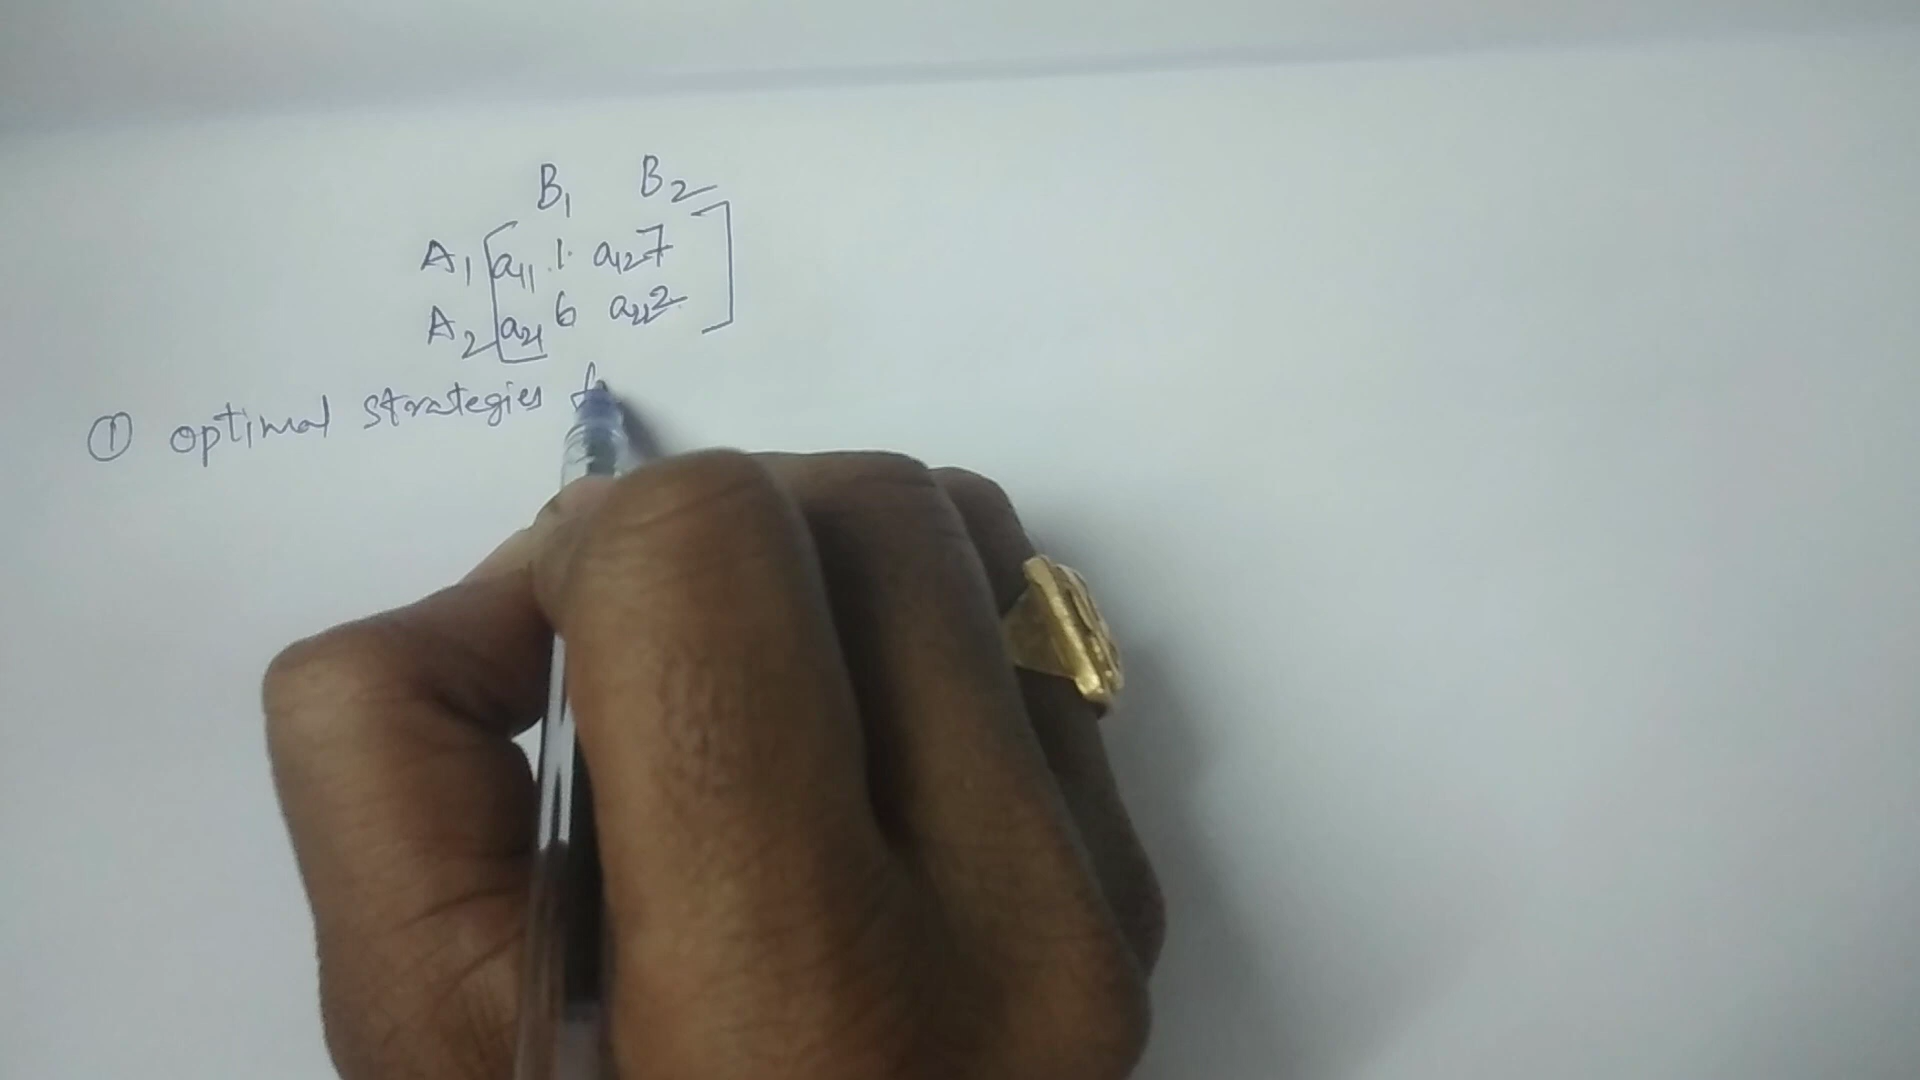 B1 B2
A1 [a11 1 a12 7]
A2 [a21 6 a22 2]
① optimal strategies f